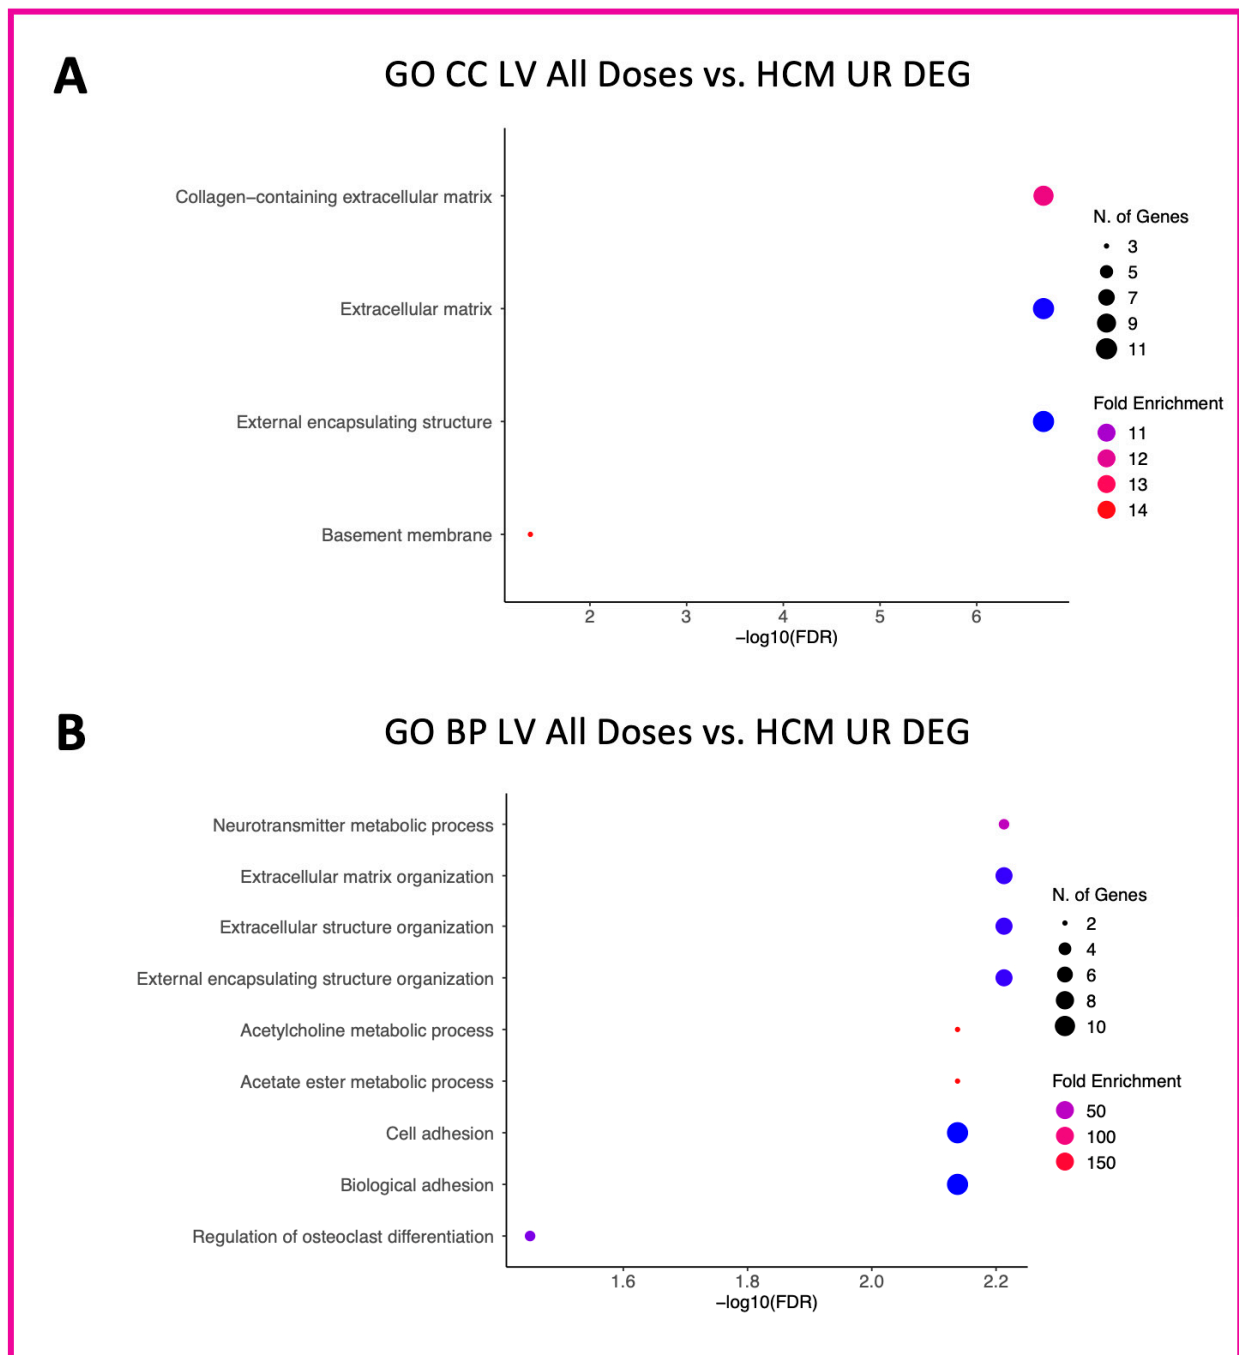 A
GO CC LV All Doses vs. HCM UR DEG
Collagen−containing extracellular matrix
Extracellular matrix
External encapsulating structure
Basement membrane
2 3 4 5 6
−log10(FDR)
N. of Genes
3
5
7
9
11
Fold Enrichment
11
12
13
14
B
GO BP LV All Doses vs. HCM UR DEG
Neurotransmitter metabolic process
Extracellular matrix organization
Extracellular structure organization
External encapsulating structure organization
Acetylcholine metabolic process
Acetate ester metabolic process
Cell adhesion
Biological adhesion
Regulation of osteoclast differentiation
1.6 1.8 2.0 2.2
−log10(FDR)
N. of Genes
2
4
6
8
10
Fold Enrichment
50
100
150